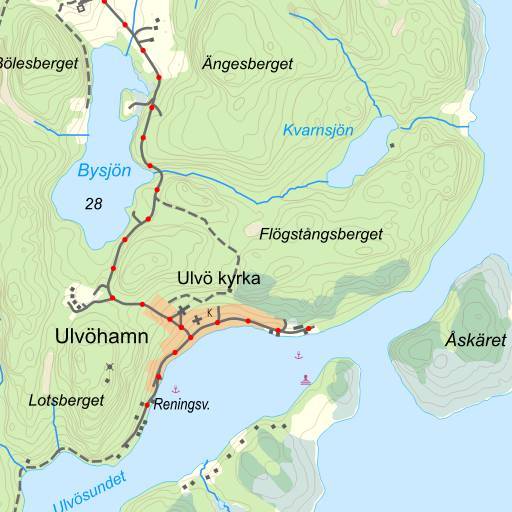 Bölesberget
Ängesberget
Kvarnsjön
Bysjön
28
Flögstångsberget
Ulvö kyrka
K
Ulvöhamn
Åskäret
Lotsberget
Reningsv.
Ulvösundet